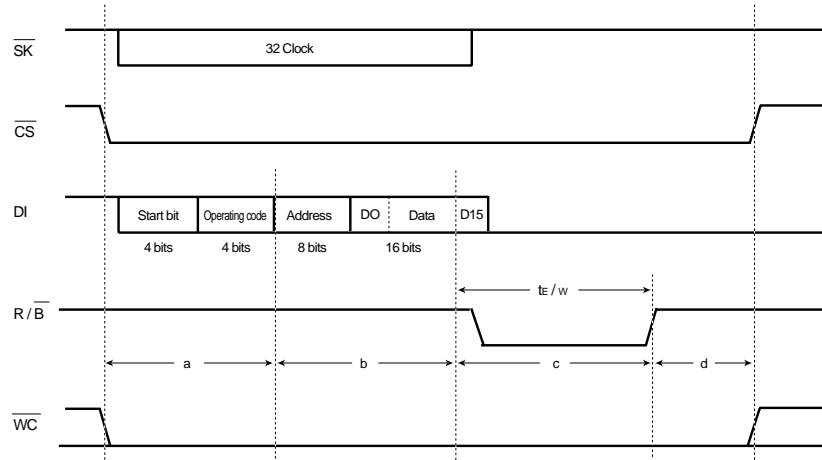 SK
32 Clock
CS
DI
Start bit
Operating code
Address
DO
Data
D15
4 bits
4 bits
8 bits
16 bits
tE / W
R / B
a
b
c
d
WC